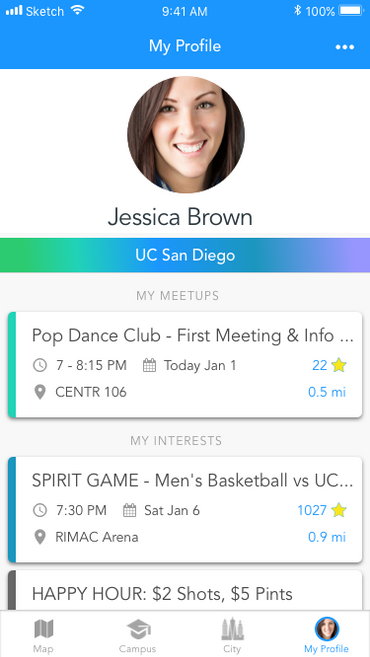 Sketch 9:41 AM 100%
My Profile
Jessica Brown
UC San Diego
MY MEETUPS
Pop Dance Club - First Meeting & Info ...
7 - 8:15 PM Today Jan 1 22
CENTR 106 0.5 mi
MY INTERESTS
SPIRIT GAME - Men's Basketball vs UC...
7:30 PM Sat Jan 6 1027
RIMAC Arena 0.9 mi
HAPPY HOUR: $2 Shots, $5 Pints
Map Campus City My Profile